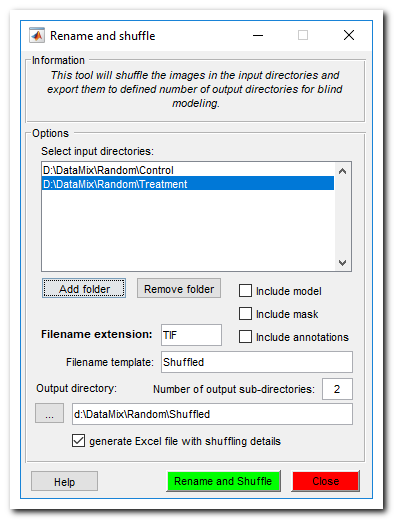 Rename and shuffle
Information
This tool will shuffle the images in the input directories and
export them to defined number of output directories for blind
modeling.
Options
Select input directories:
D:\DataMix\Random\Control
D:\DataMix\Random\Treatment
Add folder Remove folder Include model
Include mask
Filename extension: TIF Include annotations
Filename template: Shuffled
Output directory: Number of output sub-directories: 2
... d:\DataMix\Random\Shuffled
generate Excel file with shuffling details
Help Rename and Shuffle Close